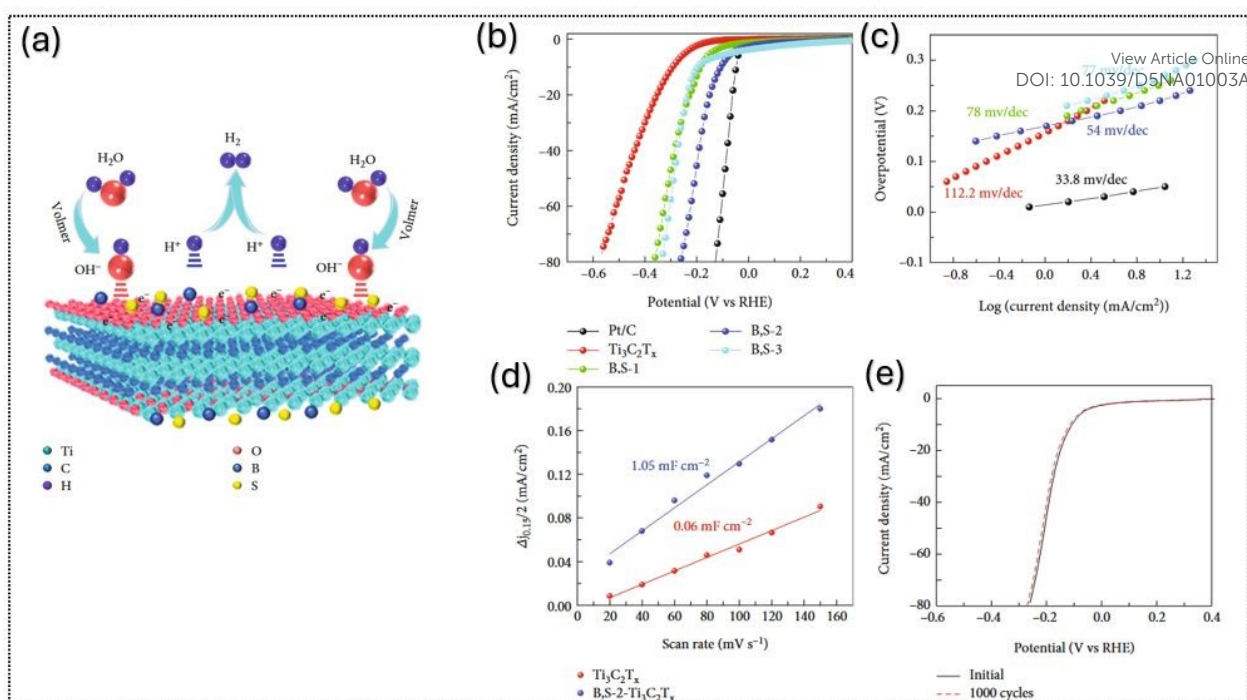 (a)
H₂
H₂O
H₂O
Volmer
Volmer
H⁺
H⁺
OH⁻
OH⁻
e⁻
e⁻
e⁻
e⁻
e⁻
e⁻
e⁻
e⁻
Ti
O
C
B
H
S
(b)
0
−20
−40
−60
−80
Current density (mA/cm²)
−0.6
−0.4
−0.2
0.0
0.2
0.4
Potential (V vs RHE)
Pt/C
B,S-2
Ti₃C₂Tₓ
B,S-3
B,S-1
(c)
View Article Online
DOI: 10.1039/D5NA01003A
0.3
0.2
0.1
0.0
−0.1
Overpotential (V)
77 mv/dec
78 mv/dec
54 mv/dec
112.2 mv/dec
33.8 mv/dec
−0.8
−0.4
0.0
0.4
0.8
1.2
Log (current density (mA/cm²))
(d)
0.20
0.16
0.12
0.08
0.04
0.00
Δj₀.₁₅/2 (mA/cm²)
1.05 mF cm⁻²
0.06 mF cm⁻²
0
20
40
60
80
100
120
140
160
Scan rate (mV s⁻¹)
Ti₃C₂Tₓ
B,S-2-Ti₃C₂Tₓ
(e)
0
−20
−40
−60
−80
Current density (mA/cm²)
−0.6
−0.4
−0.2
0.0
0.2
0.4
Potential (V vs RHE)
Initial
1000 cycles